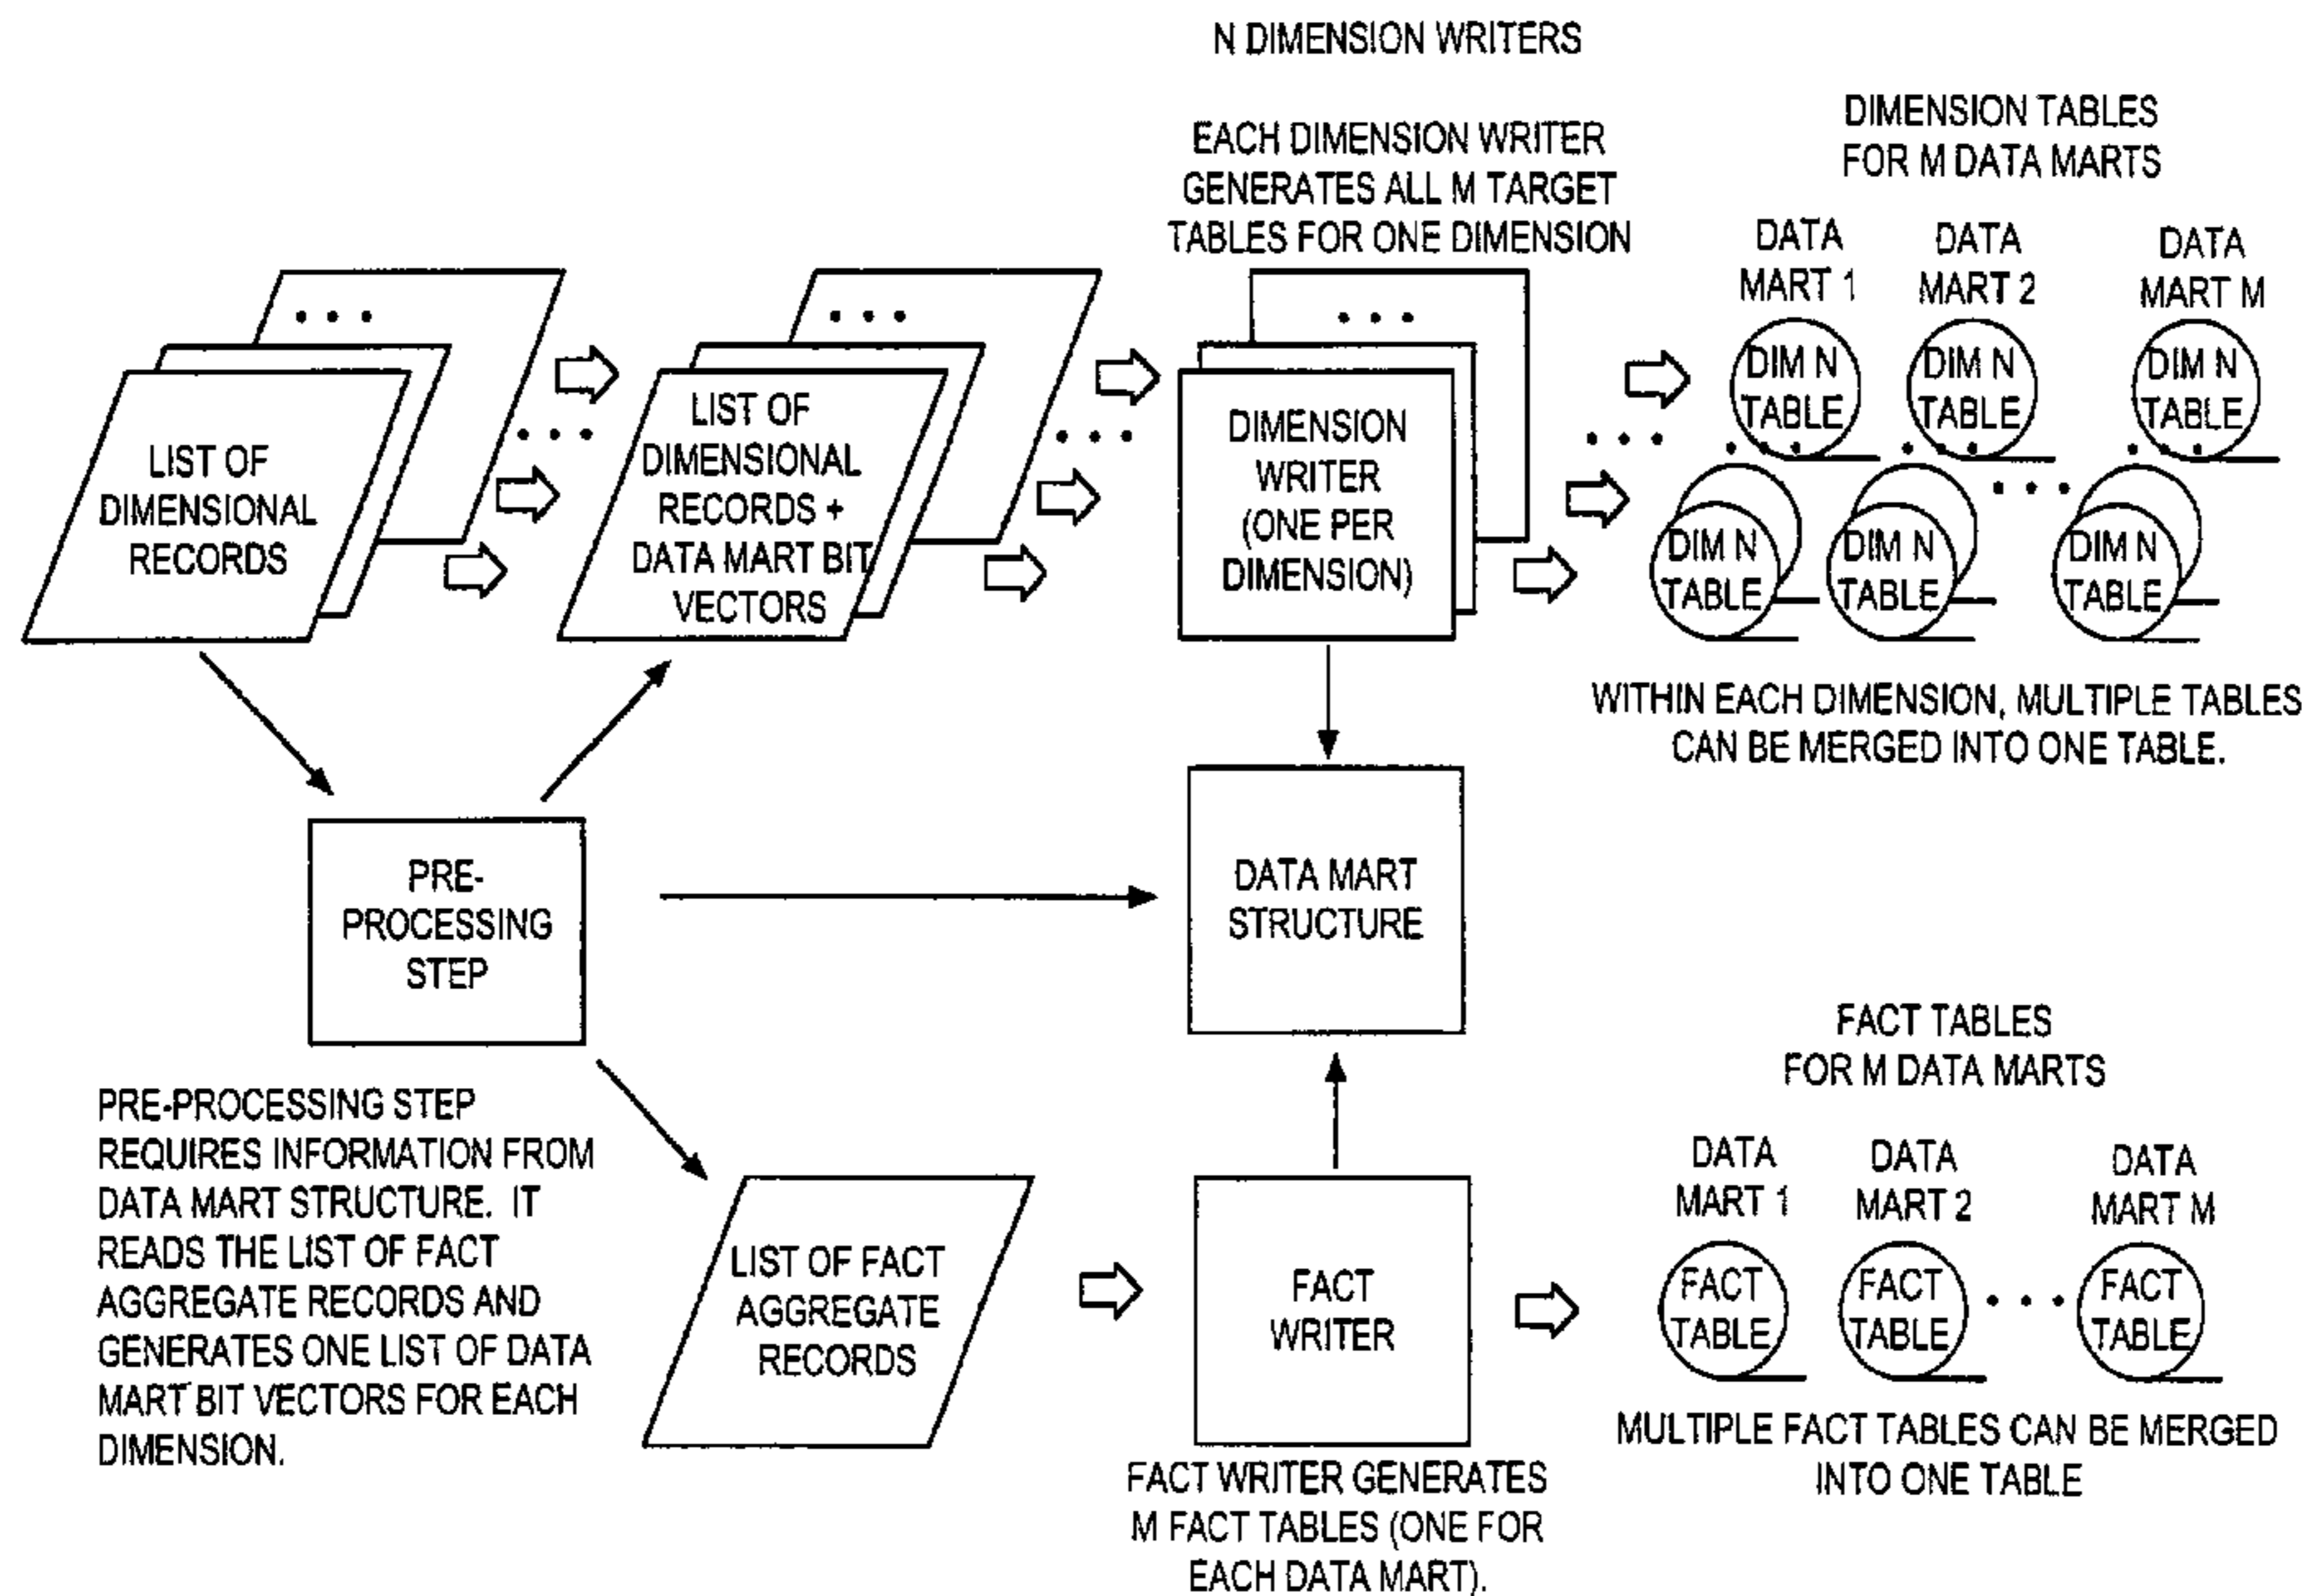 N DIMENSION WRITERS
EACH DIMENSION WRITER
GENERATES ALL M TARGET
TABLES FOR ONE DIMENSION
DIMENSION TABLES
FOR M DATA MARTS
DATA
MART 1
DATA
MART 2
DATA
MART M
• • •
LIST OF
DIMENSIONAL
RECORDS
• • •
• • •
LIST OF
DIMENSIONAL
RECORDS +
DATA MART BIT
VECTORS
• • •
• • •
DIMENSION
WRITER
(ONE PER
DIMENSION)
• • •
DIM N
TABLE
DIM N
TABLE
DIM N
TABLE
• • •
• • •
• • •
• • •
DIM N
TABLE
DIM N
TABLE
DIM N
TABLE
WITHIN EACH DIMENSION, MULTIPLE TABLES
CAN BE MERGED INTO ONE TABLE.
PRE-
PROCESSING
STEP
DATA MART
STRUCTURE
PRE-PROCESSING STEP
REQUIRES INFORMATION FROM
DATA MART STRUCTURE. IT
READS THE LIST OF FACT
AGGREGATE RECORDS AND
GENERATES ONE LIST OF DATA
MART BIT VECTORS FOR EACH
DIMENSION.
LIST OF FACT
AGGREGATE
RECORDS
FACT
WRITER
FACT WRITER GENERATES
M FACT TABLES (ONE FOR
EACH DATA MART).
FACT TABLES
FOR M DATA MARTS
DATA
MART 1
DATA
MART 2
DATA
MART M
FACT
TABLE
FACT
TABLE
• • •
FACT
TABLE
MULTIPLE FACT TABLES CAN BE MERGED
INTO ONE TABLE